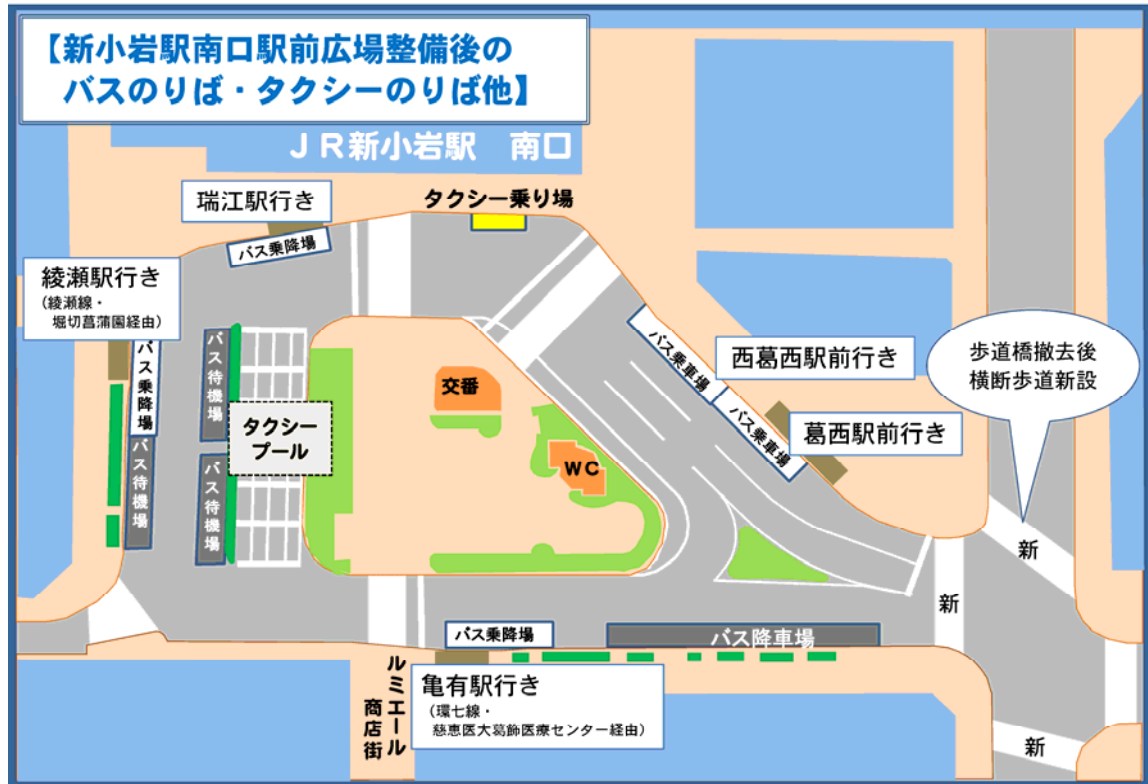 【新小岩駅南口駅前広場整備後の
バスのりば・タクシーのりば他】
ＪＲ新小岩駅　南口
瑞江駅行き
タクシー乗り場
バス乗降場
綾瀬駅行き
(綾瀬線・
堀切菖蒲園経由)
バス乗降場
バス待機場
バス待機場
バス待機場
タクシー
プール
交番
ＷＣ
バス乗車場
バス乗車場
西葛西駅前行き
葛西駅前行き
歩道橋撤去後
横断歩道新設
新
新
新
バス乗降場
バス降車場
亀有駅行き
(環七線・
慈恵医大葛飾医療センター経由)
ルミエール
商店街